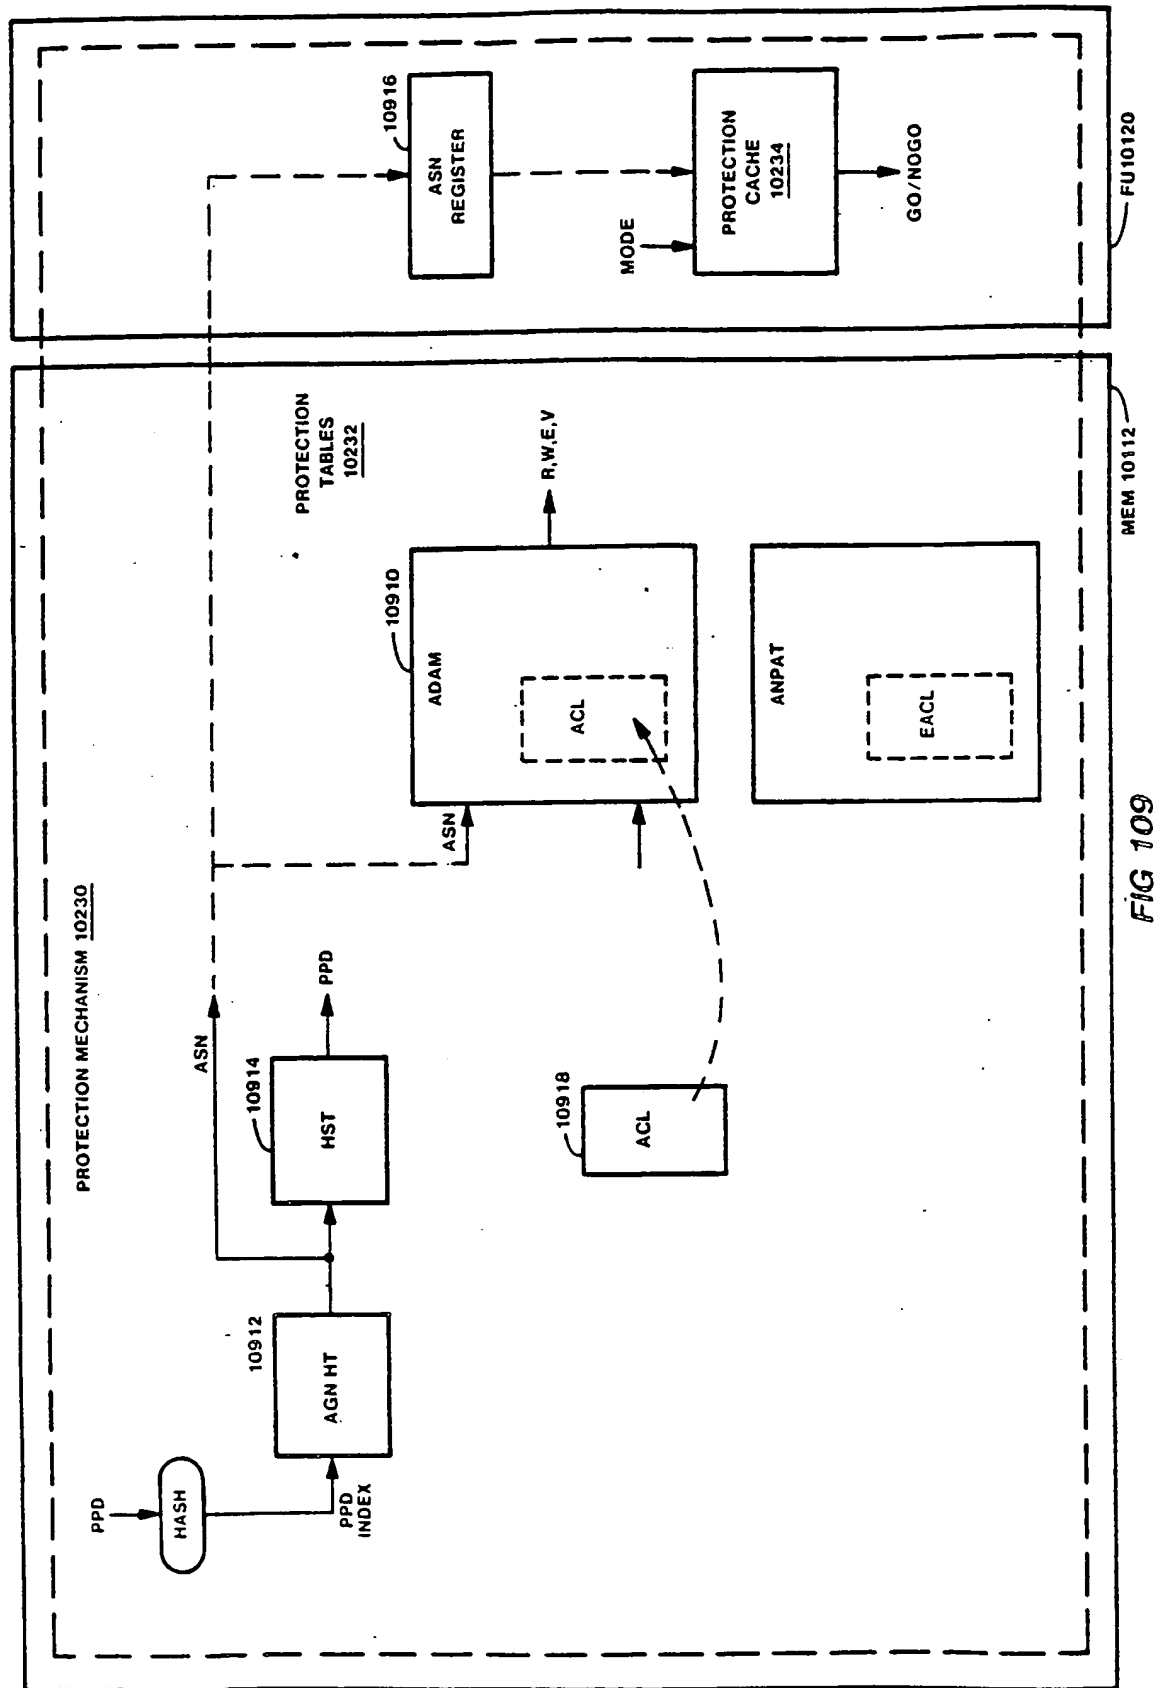 PROTECTION MECHANISM 10230
PPD
HASH
PPD
INDEX
AGN HT
10912
ASN
HST
10914
PPD
ACL
10918
ASN
ADAM
10910
ACL
R,W,E,V
PROTECTION
TABLES
10232
ANPAT
EACL
MEM 10112
ASN
REGISTER
10916
MODE
PROTECTION
CACHE
10234
GO/NOGO
FU10120
FIG 109